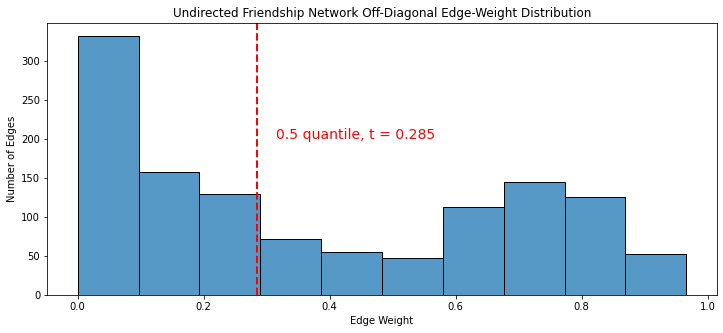 Undirected Friendship Network Off-Diagonal Edge-Weight Distribution
300
250
200
150
100
50
0
Number of Edges
0.5 quantile, t = 0.285
0.0 0.2 0.4 0.6 0.8 1.0
Edge Weight